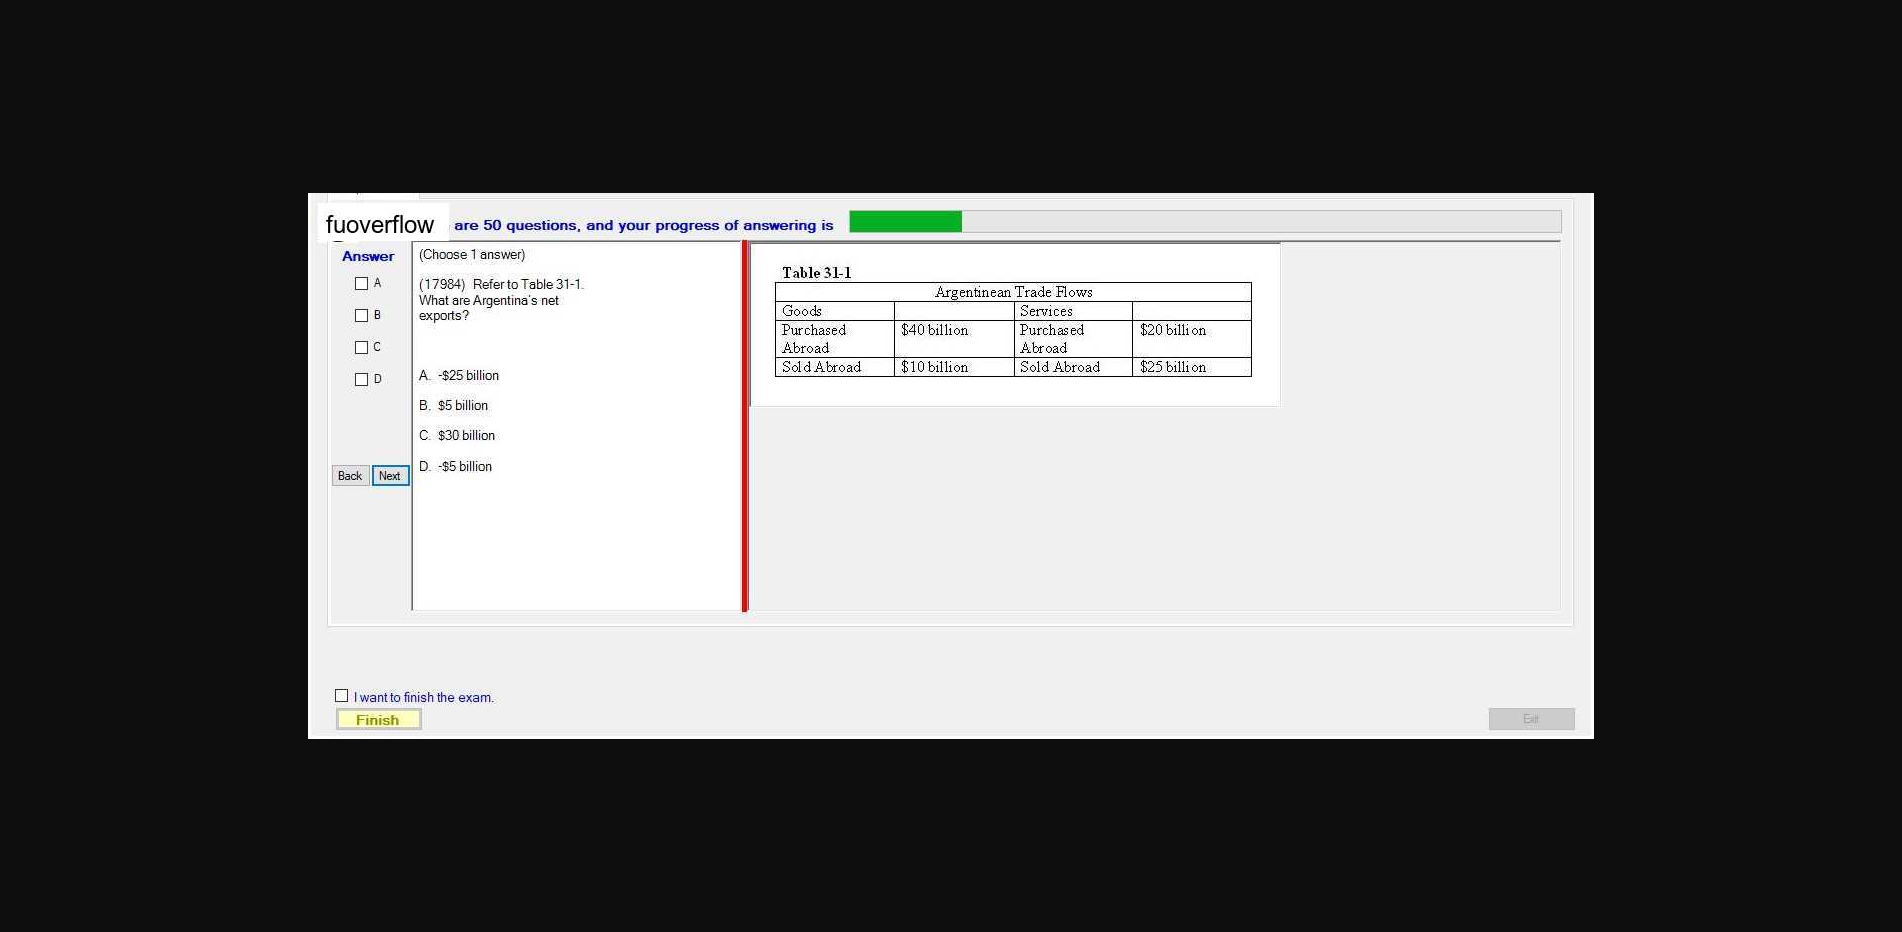 fuoverflow are 50 questions, and your progress of answering is
Answer
A
B
C
D
Back Next
(Choose 1 answer)
(17984) Refer to Table 31-1.
What are Argentina's net
exports?
A. -$25 billion
B. $5 billion
C. $30 billion
D. -$5 billion
Table 31-1
Argentinean Trade Flows
Goods Services
Purchased Abroad $40 billion Purchased Abroad $20 billion
Sold Abroad $10 billion Sold Abroad $25 billion
I want to finish the exam.
Finish
Exit